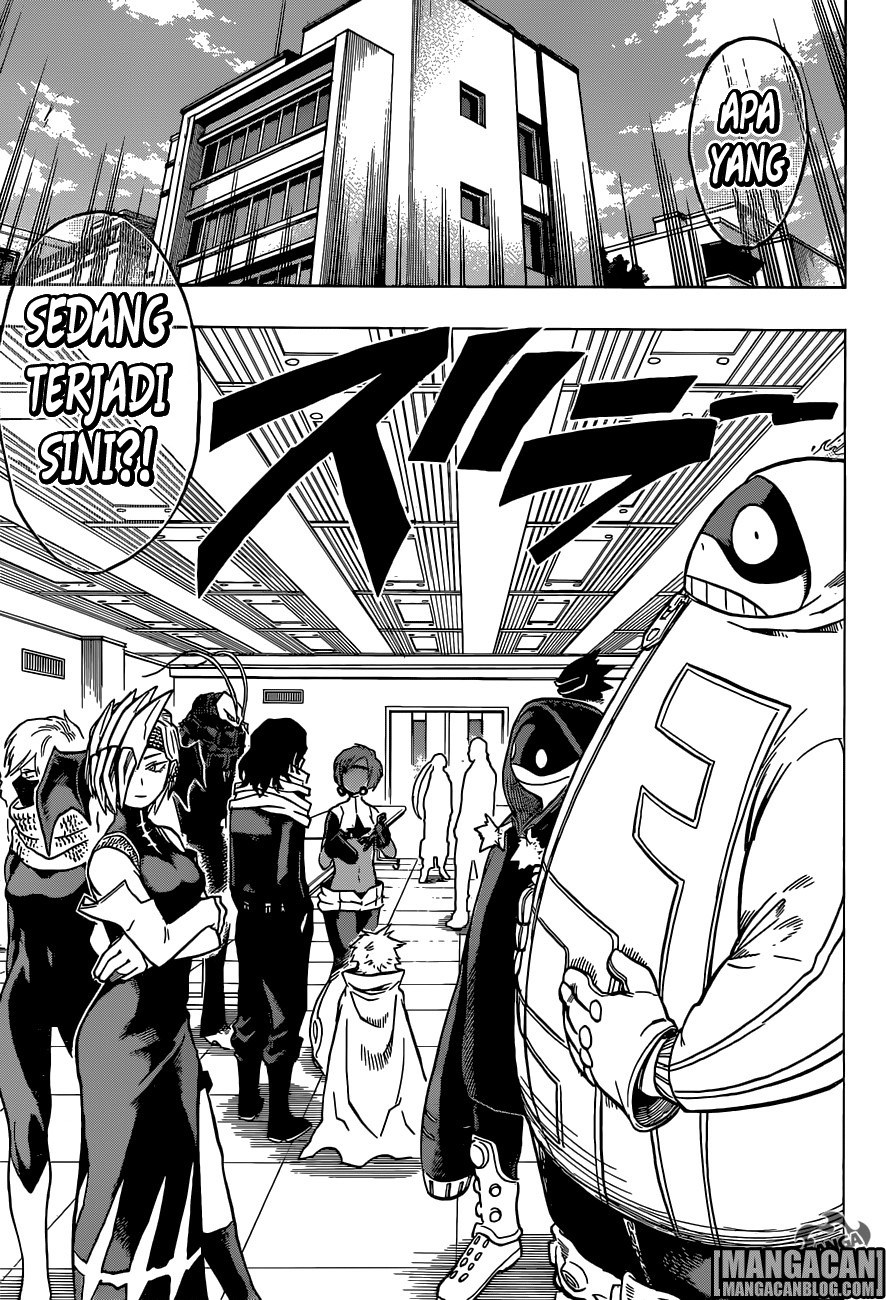 APA
YANG
SEDANG
TERJADI
SINI?!
ズラー
MANGACAN
MANGACANBLOG.COM